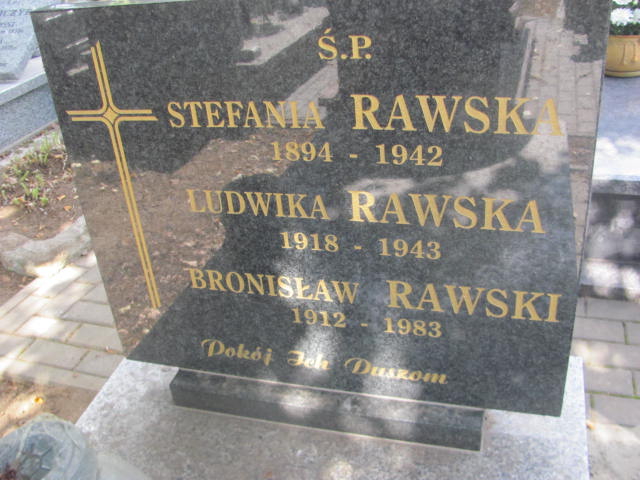 Ś.P.
STEFANIA RAWSKA
1894 - 1942
LUDWIKA RAWSKA
1918 - 1943
BRONISŁAW RAWSKI
1912 - 1983
Pokój Ich Duszom